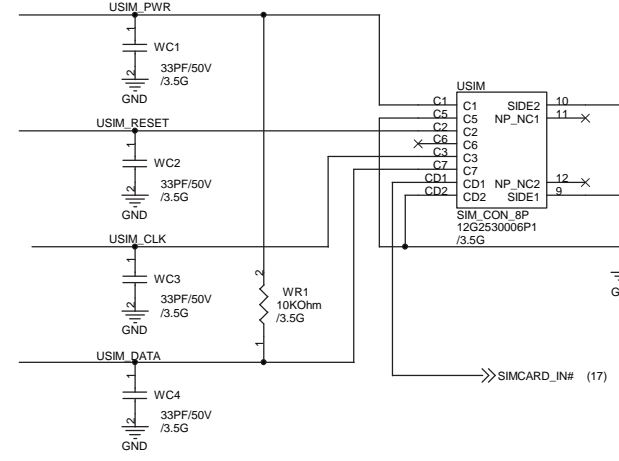 USIM_PWR
1
WC1
2
33PF/50V
/3.5G
GND
USIM_RESET
1
WC2
2
33PF/50V
/3.5G
GND
USIM_CLK
1
WC3
2
33PF/50V
/3.5G
GND
2
WR1
10KOhm
/3.5G
1
USIM_DATA
1
WC4
2
33PF/50V
/3.5G
GND
USIM
C1 C1 SIDE2 10
C5 C5 NP_NC1 11
C2 C2
C6 C6
C3 C3
C7 C7
CD1 CD1 NP_NC2 12
CD2 CD2 SIDE1 9
SIM_CON_8P
12G2530006P1
/3.5G
G
SIMCARD_IN# (17)